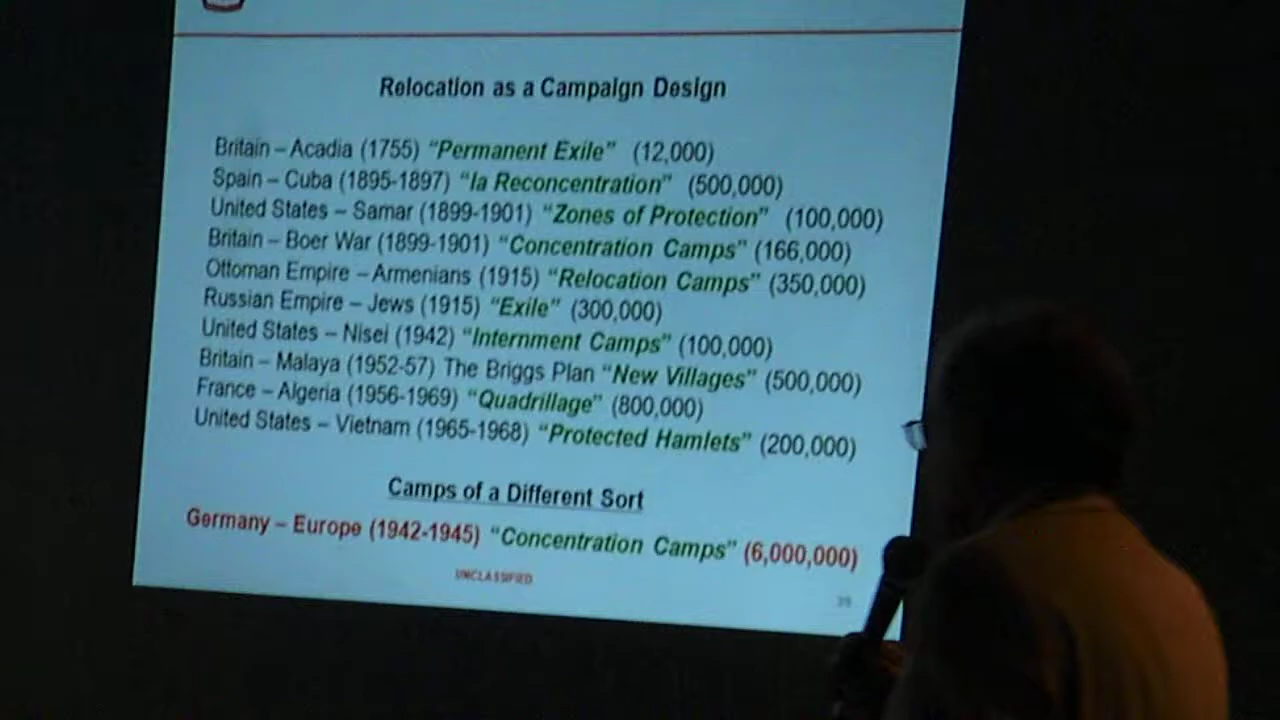 Relocation as a Campaign Design
Britain – Acadia (1755) “Permanent Exile” (12,000)
Spain – Cuba (1895-1897) “la Reconcentration” (500,000)
United States – Samar (1899-1901) “Zones of Protection” (100,000)
Britain – Boer War (1899-1901) “Concentration Camps” (166,000)
Ottoman Empire – Armenians (1915) “Relocation Camps” (350,000)
Russian Empire – Jews (1915) “Exile” (300,000)
United States – Nisei (1942) “Internment Camps” (100,000)
Britain – Malaya (1952-57) The Briggs Plan “New Villages” (500,000)
France – Algeria (1956-1969) “Quadrillage” (800,000)
United States – Vietnam (1965-1968) “Protected Hamlets” (200,000)
Camps of a Different Sort
Germany – Europe (1942-1945) “Concentration Camps” (6,000,000)
UNCLASSIFIED